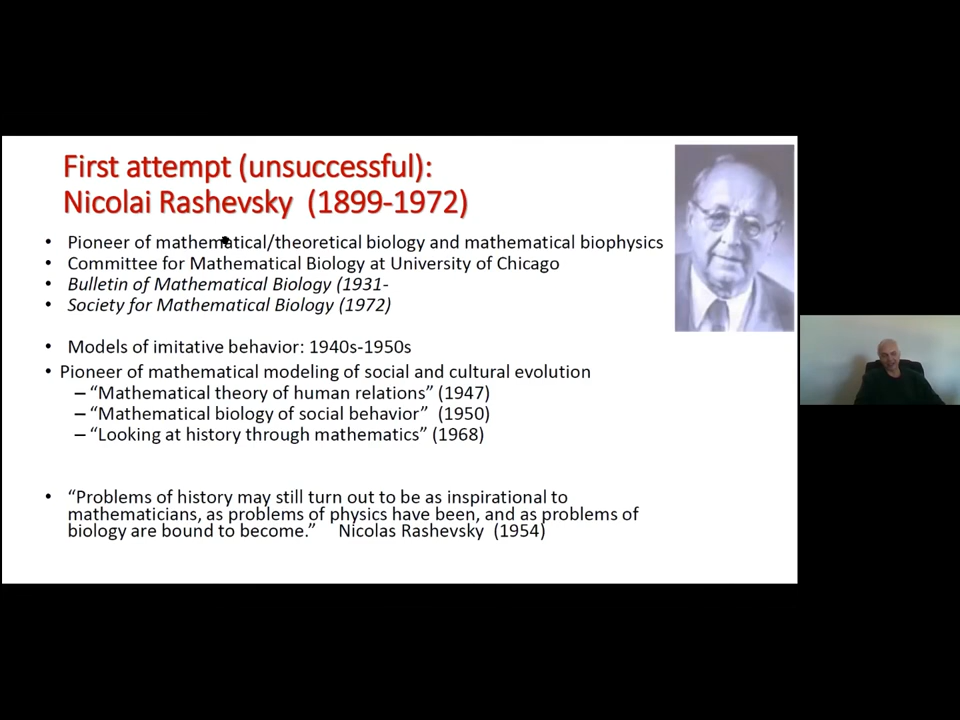 First attempt (unsuccessful):
Nicolai Rashevsky (1899-1972)
• Pioneer of mathematical/theoretical biology and mathematical biophysics
• Committee for Mathematical Biology at University of Chicago
• Bulletin of Mathematical Biology (1931-
• Society for Mathematical Biology (1972)
• Models of imitative behavior: 1940s-1950s
• Pioneer of mathematical modeling of social and cultural evolution
– “Mathematical theory of human relations” (1947)
– “Mathematical biology of social behavior” (1950)
– “Looking at history through mathematics” (1968)
• “Problems of history may still turn out to be as inspirational to
mathematicians, as problems of physics have been, and as problems of
biology are bound to become.” Nicolas Rashevsky (1954)